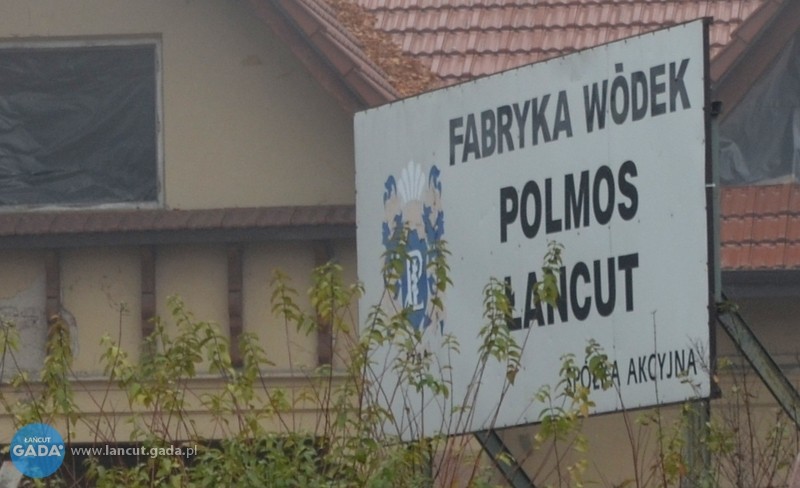 FABRYKA WÓDEK
POLMOS
ŁAŃCUT
SPÓŁKA AKCYJNA
ŁAŃCUT
GADA
www.lancut.gada.pl